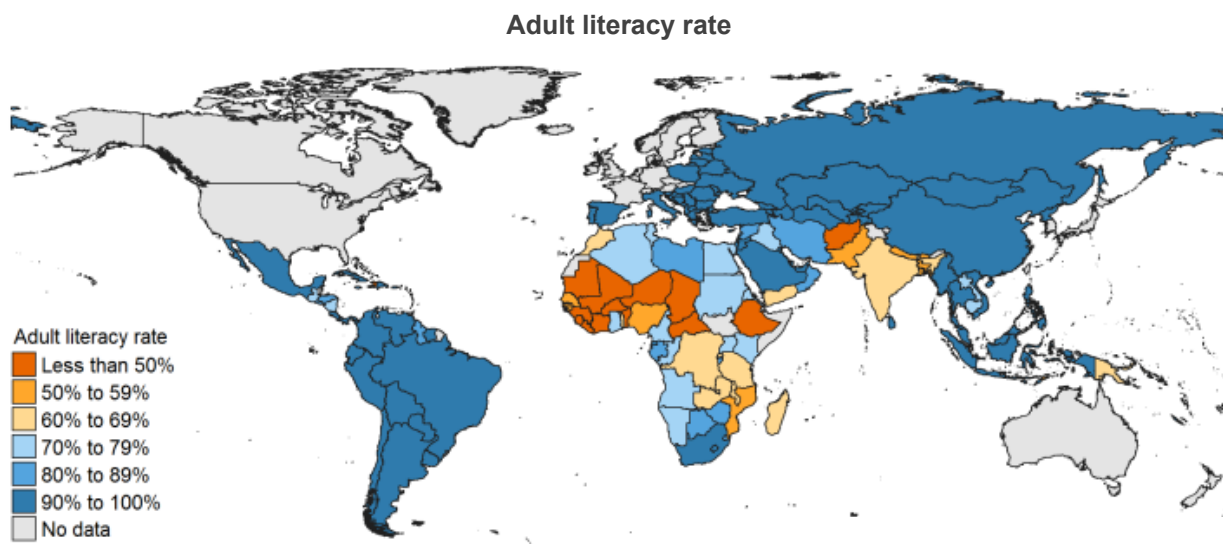 Adult literacy rate
Adult literacy rate
Less than 50%
50% to 59%
60% to 69%
70% to 79%
80% to 89%
90% to 100%
No data